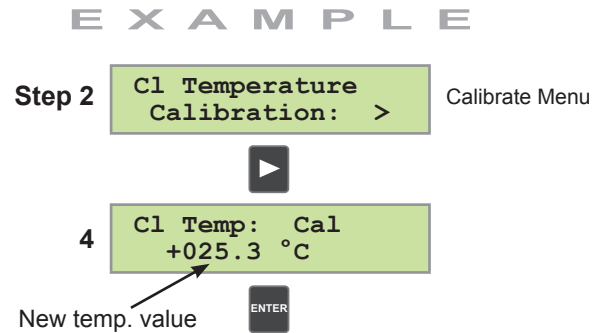 EXAMPLE
Step 2
Cl Temperature
Calibration: >
Calibrate Menu
4
Cl Temp: Cal
+025.3 °C
New temp. value
ENTER